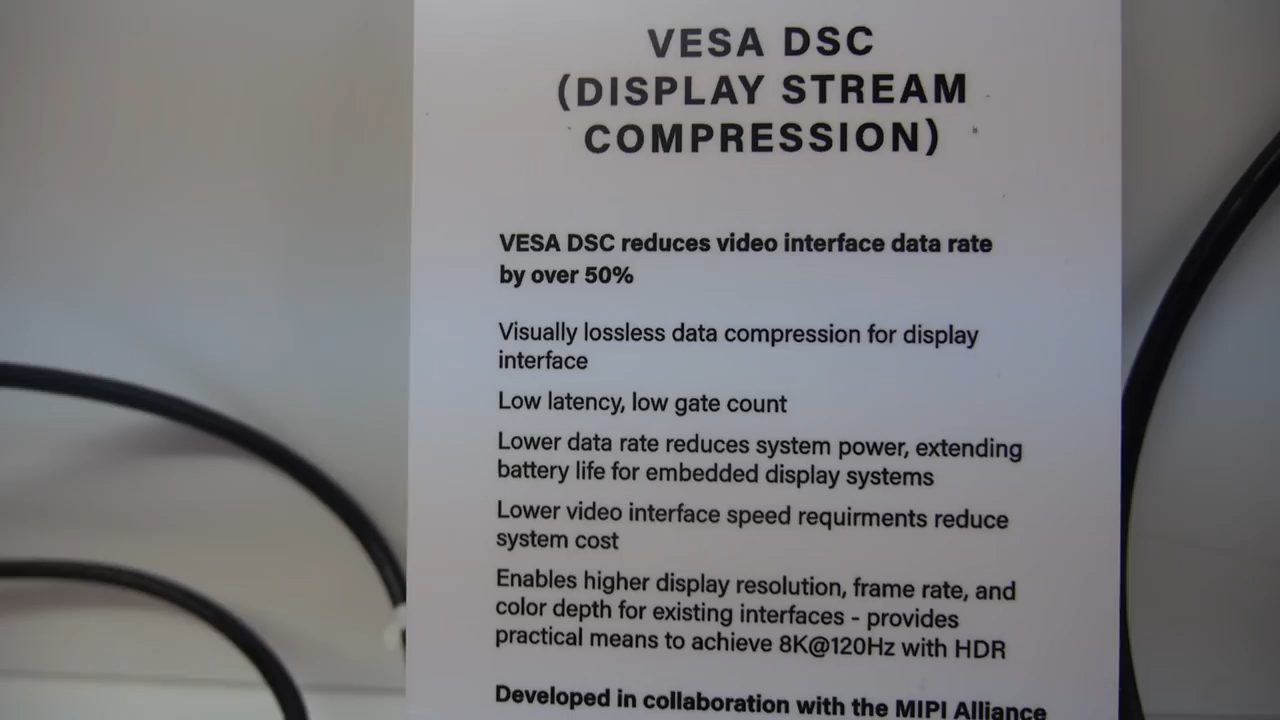 VESA DSC
(DISPLAY STREAM
COMPRESSION)
VESA DSC reduces video interface data rate
by over 50%
Visually lossless data compression for display
interface
Low latency, low gate count
Lower data rate reduces system power, extending
battery life for embedded display systems
Lower video interface speed requirments reduce
system cost
Enables higher display resolution, frame rate, and
color depth for existing interfaces - provides
practical means to achieve 8K@120Hz with HDR
Developed in collaboration with the MIPI Alliance